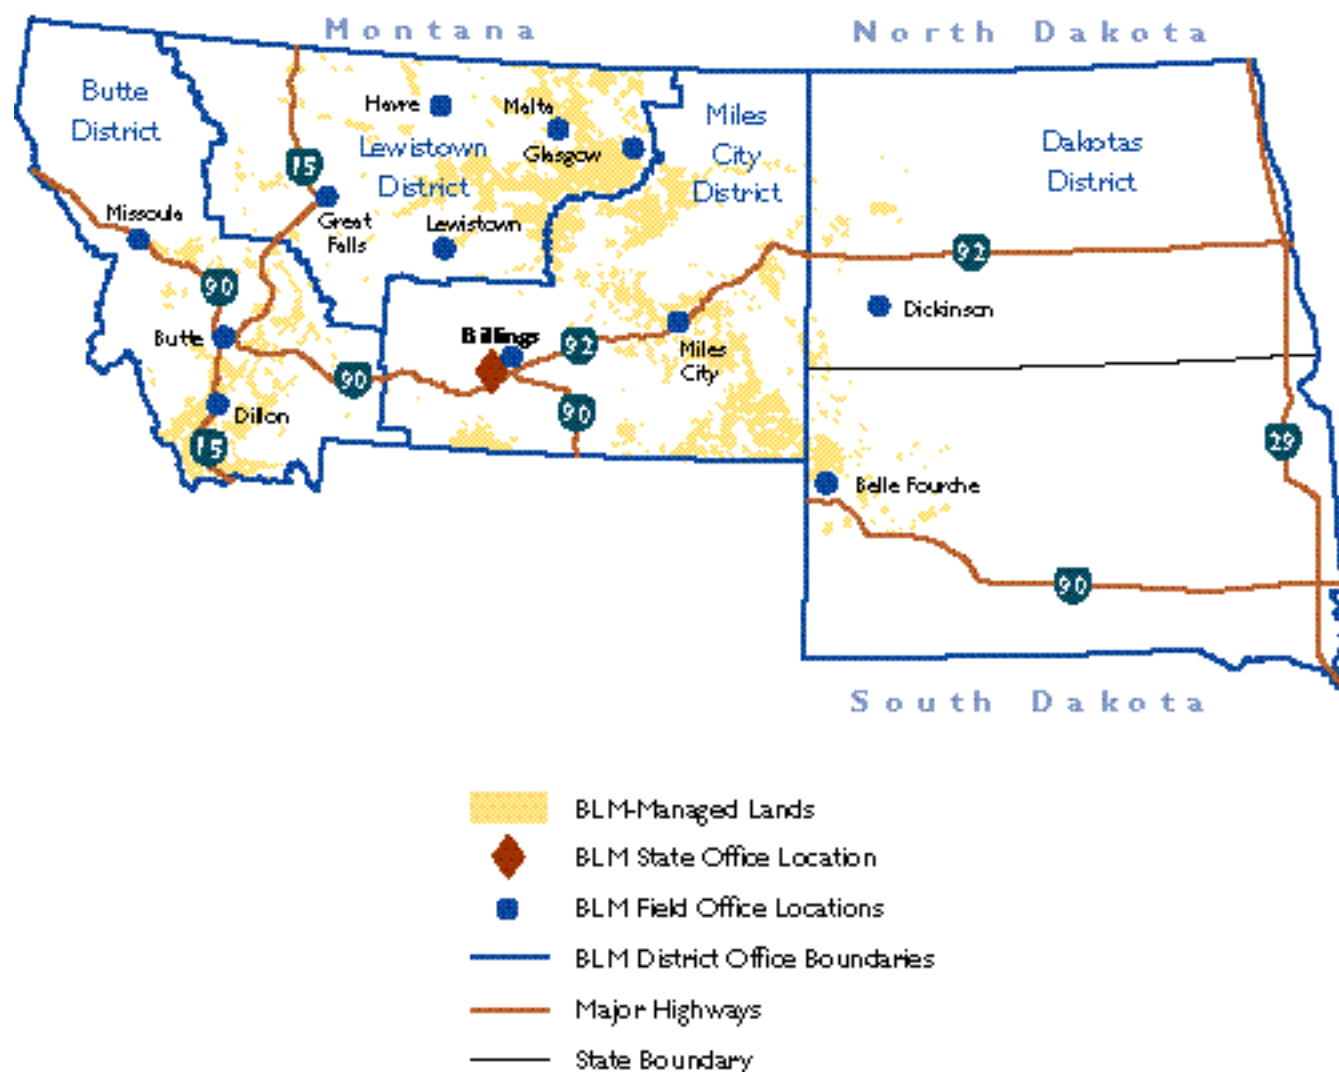 Montana
North Dakota
Butte
District
Havre
Malta
Miles
City
District
Lewistown
District
Glasgow
Dakotas
District
15
Missoula
Great
Falls
Lewistown
92
90
Dickinson
Butte
Billings
92
Miles
City
90
90
Dillon
15
29
Belle Fourche
90
South Dakota
BLM-Managed Lands
BLM State Office Location
BLM Field Office Locations
BLM District Office Boundaries
Major Highways
State Boundary